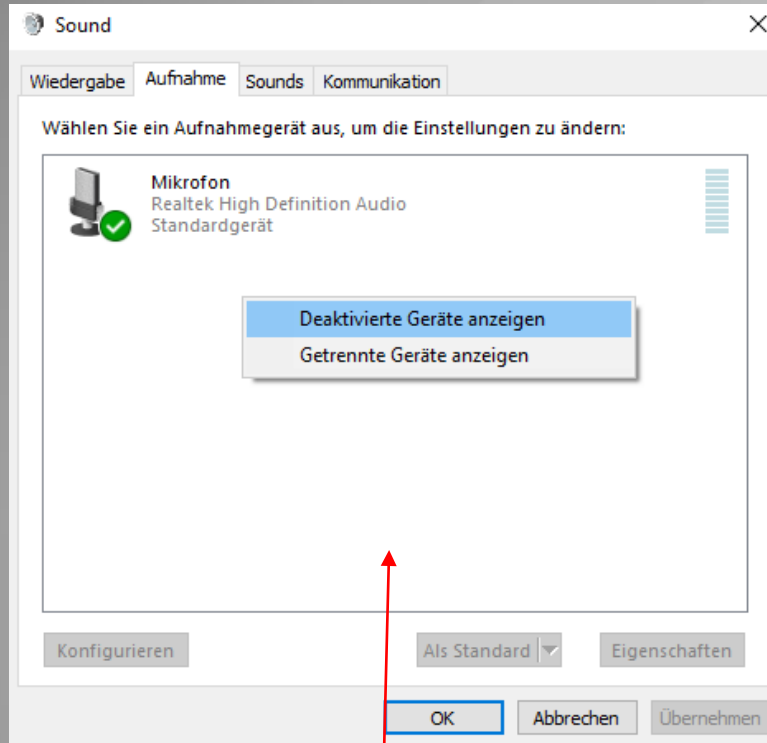 Sound
Wiedergabe Aufnahme Sounds Kommunikation
Wählen Sie ein Aufnahmegerät aus, um die Einstellungen zu ändern:
Mikrofon
Realtek High Definition Audio
Standardgerät
Deaktivierte Geräte anzeigen
Getrennte Geräte anzeigen
Konfigurieren Als Standard Eigenschaften
OK Abbrechen Übernehmen